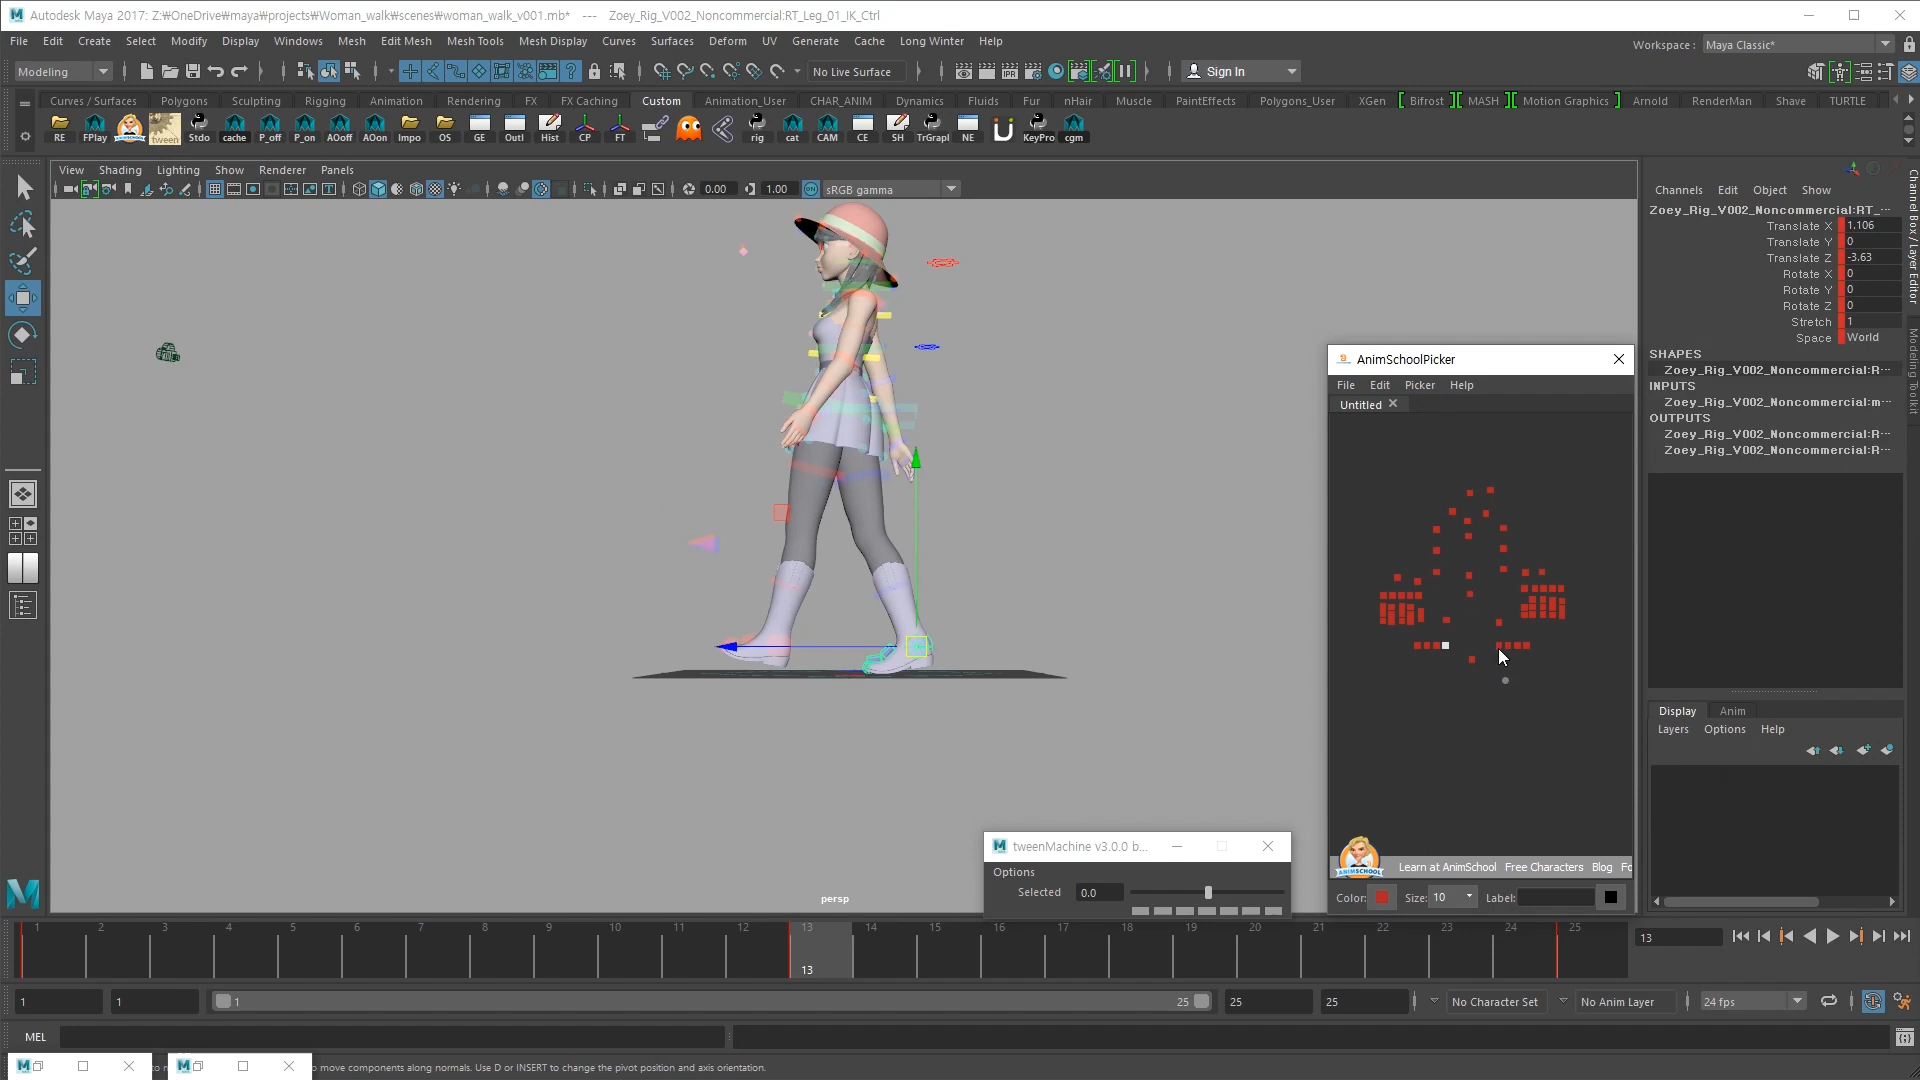 Autodesk Maya 2017: Z:￦OneDrive￦maya￦projects￦Woman_walk￦scenes￦woman_walk_v001.mb*   ---   Zoey_Rig_V002_Noncommercial:RT_Leg_01_IK_Ctrl
File Edit Create Select Modify Display Windows Mesh Edit Mesh Mesh Tools Mesh Display Curves Surfaces Deform UV Generate Cache Long Winter Help
Workspace : Maya Classic*
Modeling No Live Surface Sign In
Curves / Surfaces Polygons Sculpting Rigging Animation Rendering FX FX Caching Custom Animation_User CHAR_ANIM Dynamics Fluids Fur nHair Muscle PaintEffects Polygons_User XGen Bifrost MASH Motion Graphics Arnold RenderMan Shave TURTLE
RE FPlay tween Stdo cache P_off P_on AOoff AOon Impo OS GE Outl Hist CP FT rig cat CAM CE SH TrGrapl NE KeyPro cgm
IPR
View Shading Lighting Show Renderer Panels
0.00 1.00 ON sRGB gamma
persp
Channels Edit Object Show
Zoey_Rig_V002_Noncommercial:RT_···
Translate X 1.106
Translate Y 0
Translate Z -3.63
Rotate X 0
Rotate Y 0
Rotate Z 0
Stretch 1
Space World
SHAPES
Zoey_Rig_V002_Noncommercial:R···
INPUTS
Zoey_Rig_V002_Noncommercial:m···
OUTPUTS
Zoey_Rig_V002_Noncommercial:R···
Zoey_Rig_V002_Noncommercial:R···
Channel Box / Layer Editor
Modeling Toolkit
Display Anim
Layers Options Help
AnimSchoolPicker
File Edit Picker Help
Untitled
ANIMSCHOOL
Learn at AnimSchool Free Characters Blog Fo
Color: Size: 10 Label:
tweenMachine v3.0.0 b...
Options
Selected 0.0
1 2 3 4 5 6 7 8 9 10 11 12 13 14 15 16 17 18 19 20 21 22 23 24 25
13
13
1 1 1 25 25 25 No Character Set No Anim Layer 24 fps
MEL
o move components along normals. Use D or INSERT to change the pivot position and axis orientation.